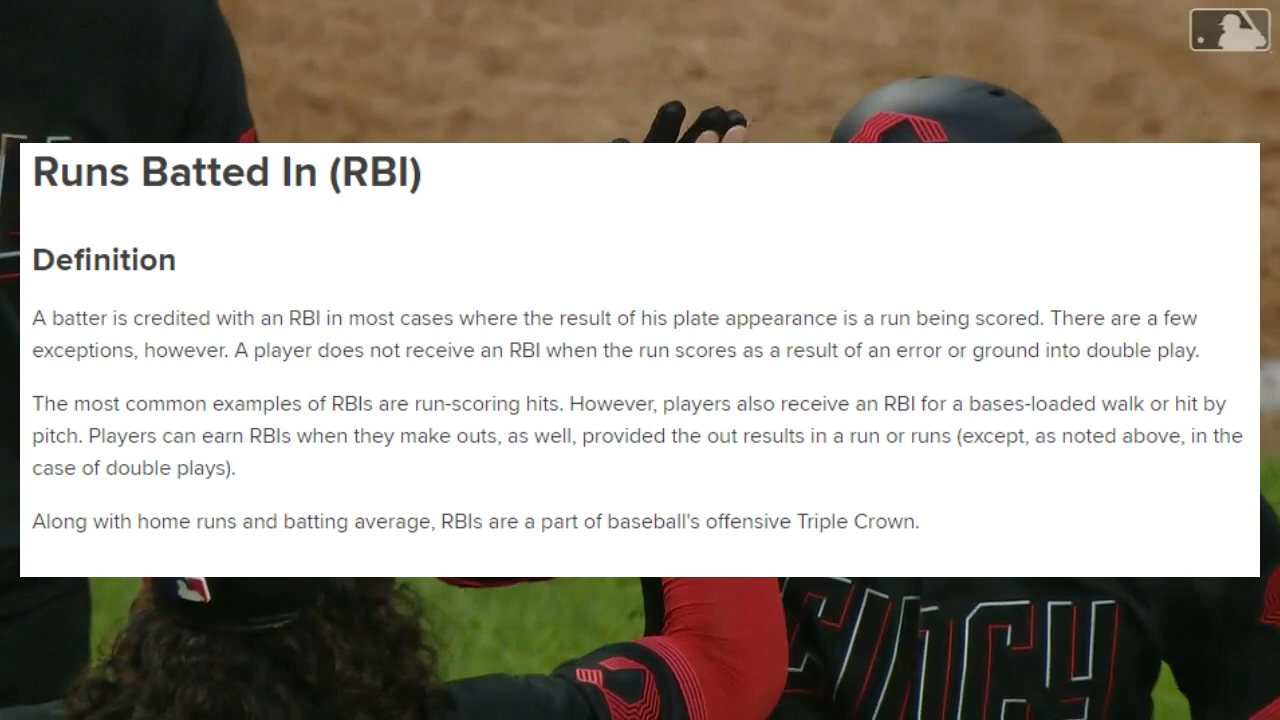 Runs Batted In (RBI)
Definition
A batter is credited with an RBI in most cases where the result of his plate appearance is a run being scored. There are a few
exceptions, however. A player does not receive an RBI when the run scores as a result of an error or ground into double play.
The most common examples of RBIs are run-scoring hits. However, players also receive an RBI for a bases-loaded walk or hit by
pitch. Players can earn RBIs when they make outs, as well, provided the out results in a run or runs (except, as noted above, in the
case of double plays).
Along with home runs and batting average, RBIs are a part of baseball's offensive Triple Crown.
CINCY